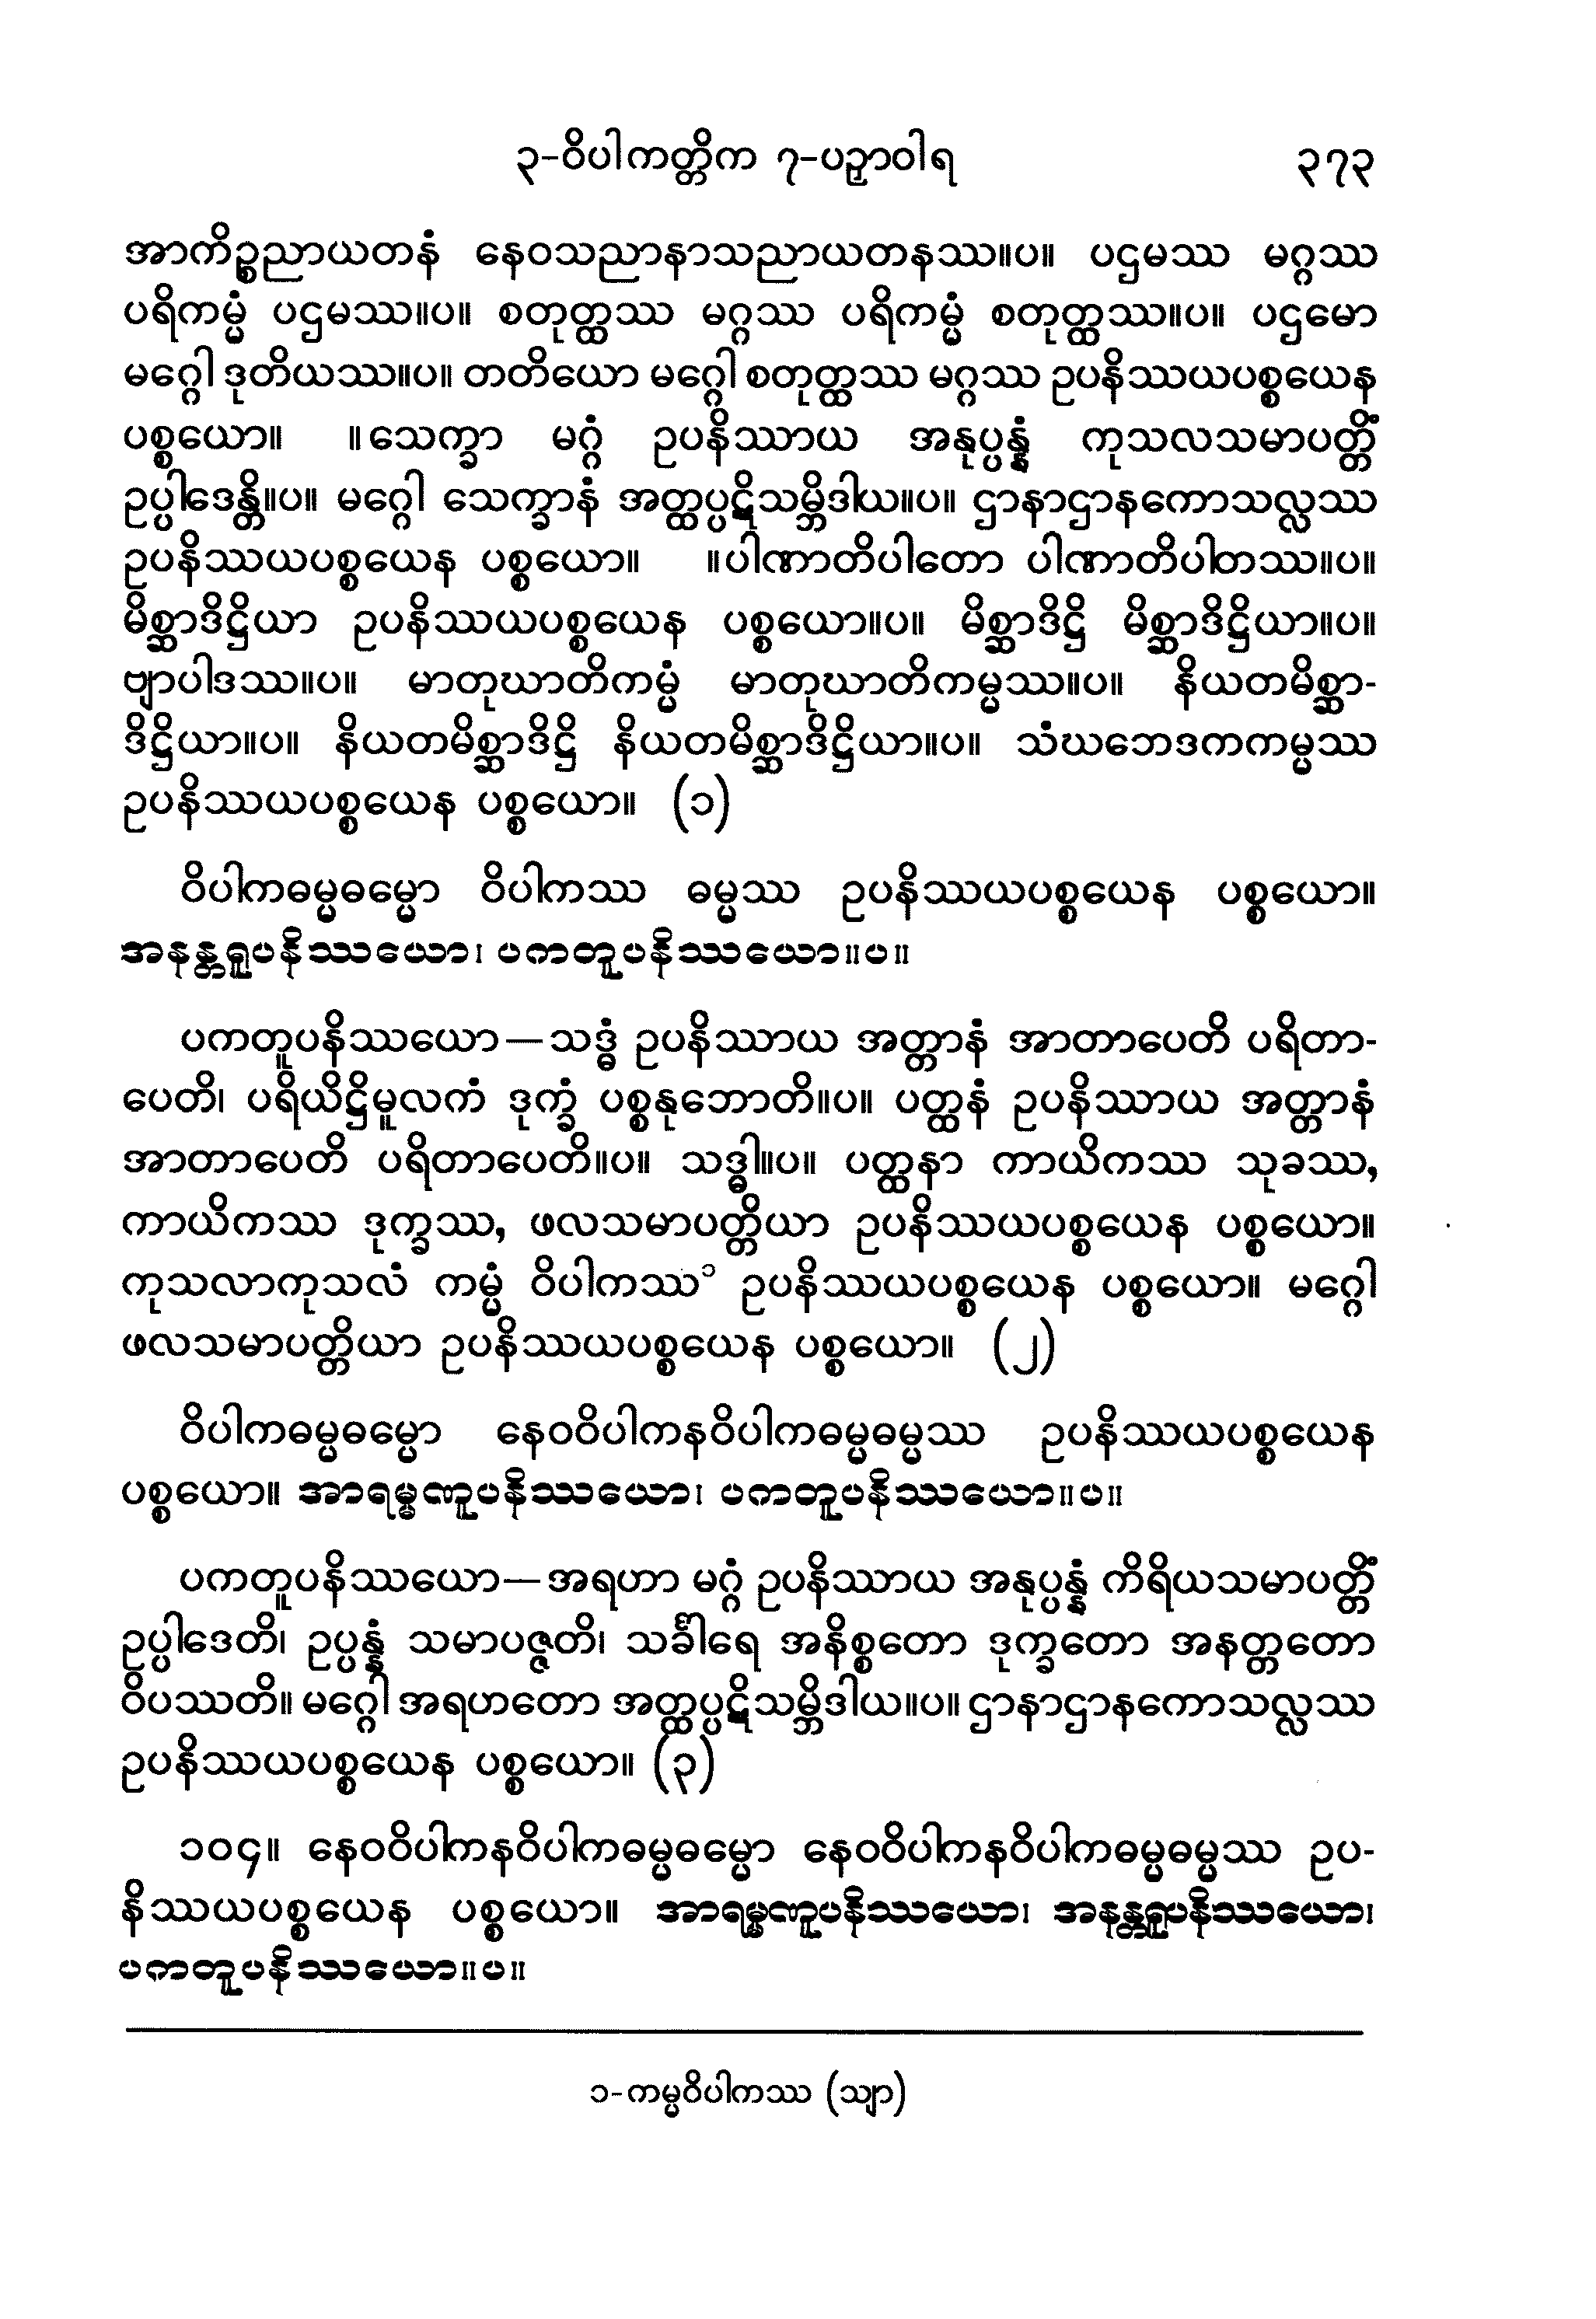 ၃-ဝိပါကတ္တိက ၇-ပဉှာဝါရ ၃၇၃
အာကိဉ္စညာယတနံ နေဝသညာနာသညာယတနဿ။ပ။ ပဌမဿ မဂ္ဂဿ
ပရိကမ္မံ ပဌမဿ။ပ။ စတုတ္ထဿ မဂ္ဂဿ ပရိကမ္မံ စတုတ္ထဿ။ပ။ ပဌမော
မဂ္ဂေါ ဒုတိယဿ။ပ။ တတိယော မဂ္ဂေါ စတုတ္ထဿ မဂ္ဂဿ ဥပနိဿယပစ္စယေန
ပစ္စယော။ ။သေက္ခာ မဂ္ဂံ ဥပနိဿာယ အနုပ္ပန္နံ ကုသလသမာပတ္တိံ
ဥပ္ပါဒေန္တိ။ပ။ မဂ္ဂေါ သေက္ခာနံ အတ္ထပ္ပဋိသမ္ဘိဒါယ။ပ။ ဌာနာဌာနကောသလ္လဿ
ဥပနိဿယပစ္စယေန ပစ္စယော။ ။ပါဏာတိပါတော ပါဏာတိပါတဿ။ပ။
မိစ္ဆာဒိဋ္ဌိယာ ဥပနိဿယပစ္စယေန ပစ္စယော။ပ။ မိစ္ဆာဒိဋ္ဌိ မိစ္ဆာဒိဋ္ဌိယာ။ပ။
ဗျာပါဒဿ။ပ။ မာတုဃာတိကမ္မံ မာတုဃာတိကမ္မဿ။ပ။ နိယတမိစ္ဆာ-
ဒိဋ္ဌိယာ။ပ။ နိယတမိစ္ဆာဒိဋ္ဌိ နိယတမိစ္ဆာဒိဋ္ဌိယာ။ပ။ သံဃဘေဒကကမ္မဿ
ဥပနိဿယပစ္စယေန ပစ္စယော။ (၁)
ဝိပါကဓမ္မဓမ္မော ဝိပါကဿ ဓမ္မဿ ဥပနိဿယပစ္စယေန ပစ္စယော။
အနန္တရူပနိဿယော၊ ပကတူပနိဿယော။ပ။
ပကတူပနိဿယော—သဒ္ဓံ ဥပနိဿာယ အတ္တာနံ အာတာပေတိ ပရိတာ-
ပေတိ၊ ပရိယိဋ္ဌိမူလကံ ဒုက္ခံ ပစ္စနုဘောတိ။ပ။ ပတ္ထနံ ဥပနိဿာယ အတ္တာနံ
အာတာပေတိ ပရိတာပေတိ။ပ။ သဒ္ဓါ။ပ။ ပတ္ထနာ ကာယိကဿ သုခဿ,
ကာယိကဿ ဒုက္ခဿ, ဖလသမာပတ္တိယာ ဥပနိဿယပစ္စယေန ပစ္စယော။
ကုသလာကုသလံ ကမ္မံ ဝိပါကဿ၁ ဥပနိဿယပစ္စယေန ပစ္စယော။ မဂ္ဂေါ
ဖလသမာပတ္တိယာ ဥပနိဿယပစ္စယေန ပစ္စယော။ (၂)
ဝိပါကဓမ္မဓမ္မော နေဝဝိပါကနဝိပါကဓမ္မဓမ္မဿ ဥပနိဿယပစ္စယေန
ပစ္စယော။ အာရမ္မဏူပနိဿယော၊ ပကတူပနိဿယော။ပ။
ပကတူပနိဿယော—အရဟာ မဂ္ဂံ ဥပနိဿာယ အနုပ္ပန္နံ ကိရိယသမာပတ္တိံ
ဥပ္ပါဒေတိ၊ ဥပ္ပန္နံ သမာပဇ္ဇတိ၊ သင်္ခါရေ အနိစ္စတော ဒုက္ခတော အနတ္တတော
ဝိပဿတိ။ မဂ္ဂေါ အရဟတော အတ္ထပ္ပဋိသမ္ဘိဒါယ။ပ။ ဌာနာဌာနကောသလ္လဿ
ဥပနိဿယပစ္စယေန ပစ္စယော။ (၃)
၁၀၄။ နေဝဝိပါကနဝိပါကဓမ္မဓမ္မော နေဝဝိပါကနဝိပါကဓမ္မဓမ္မဿ ဥပ-
နိဿယပစ္စယေန ပစ္စယော။ အာရမ္မဏူပနိဿယော၊ အနန္တရူပနိဿယော၊
ပကတူပနိဿယော။ပ။
၁-ကမ္မဝိပါကဿ (သျာ)